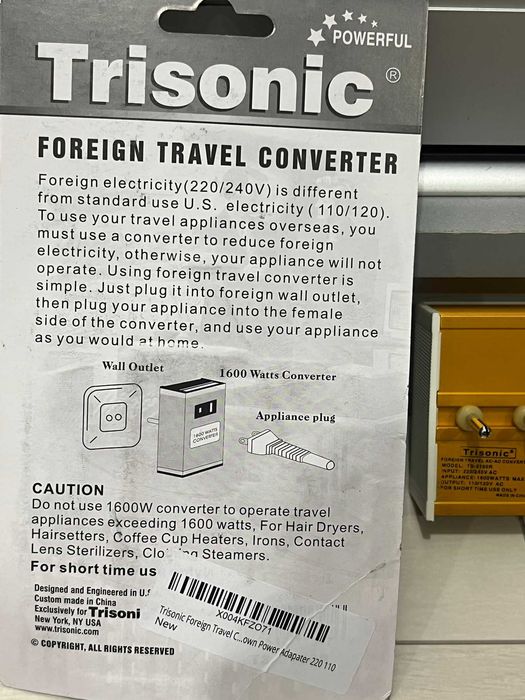 POWERFUL
Trisonic®
FOREIGN TRAVEL CONVERTER
Foreign electricity(220/240V) is different
from standard use U.S. electricity ( 110/120).
To use your travel appliances overseas, you
must use a converter to reduce foreign
electricity, otherwise, your appliance will not
operate. Using foreign travel converter is
simple. Just plug it into foreign wall outlet,
then plug your appliance into the female
side of the converter, and use your appliance
as you would at home.
Wall Outlet
1600 Watts Converter
Appliance plug
1600 WATTS
CONVERTER
CAUTION
Do not use 1600W converter to operate travel
appliances exceeding 1600 watts, For Hair Dryers,
Hairsetters, Coffee Cup Heaters, Irons, Contact
Lens Sterilizers, Clo Steamers.
For short time us
Designed and Engineered in U.S
Custom made in China
Exclusively for Trisoni
New York, NY USA
www.trisonic.com
© COPYRIGHT, ALL RIGHTS RESERVED
X004KFZO71
Trisonic Foreign Travel C...own Power Adapater 220 110
New
Trisonic®
FOREIGN TRAVEL AC-AC CONVER
MODEL:
INPUT: 220/240V AC
APPLIANCE: 1600WATTS MAX
OUTPUT: 110/120V AC
FOR SHORT TIME USE ONLY
MADE IN CHI